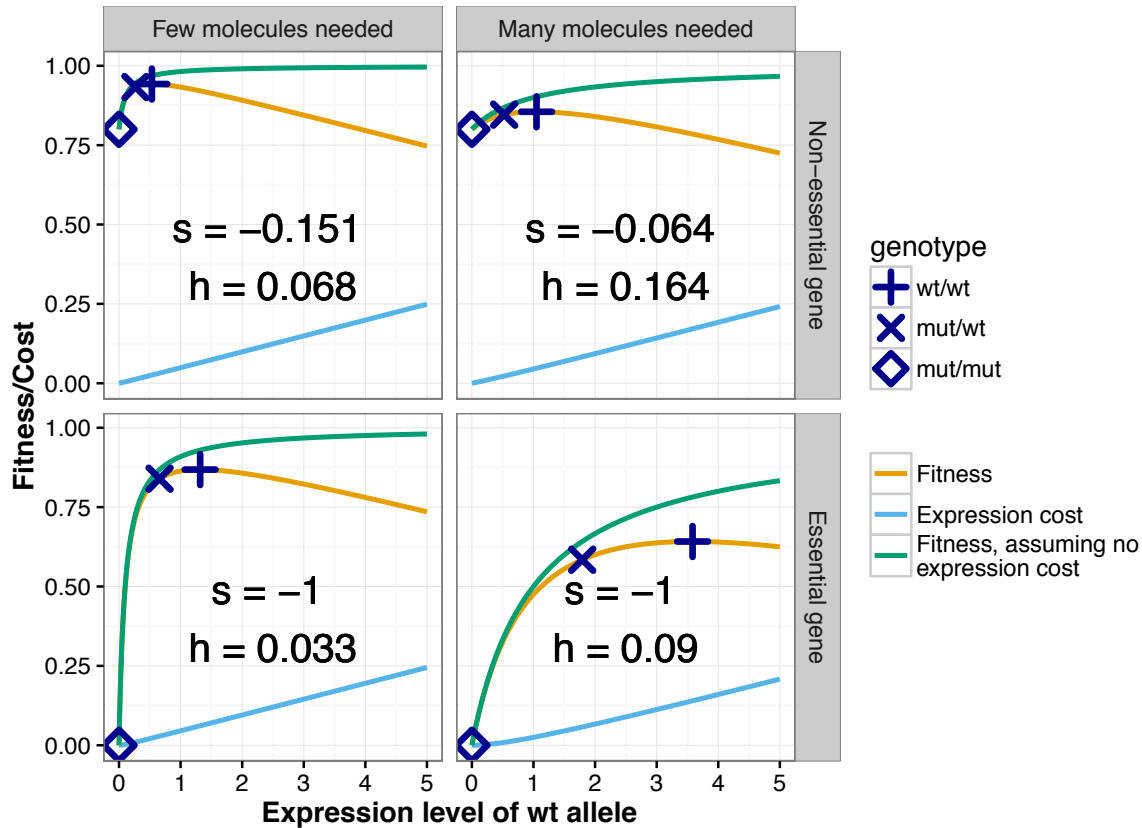 Few molecules needed
Many molecules needed
Fitness/Cost
1.00
0.75
0.50
0.25
0.00
s = −0.151
h = 0.068
s = −0.064
h = 0.164
Non−essential gene
1.00
0.75
0.50
0.25
0.00
s = −1
h = 0.033
s = −1
h = 0.09
Essential gene
0 1 2 3 4 5
0 1 2 3 4 5
Expression level of wt allele
genotype
wt/wt
mut/wt
mut/mut
Fitness
Expression cost
Fitness, assuming no
expression cost